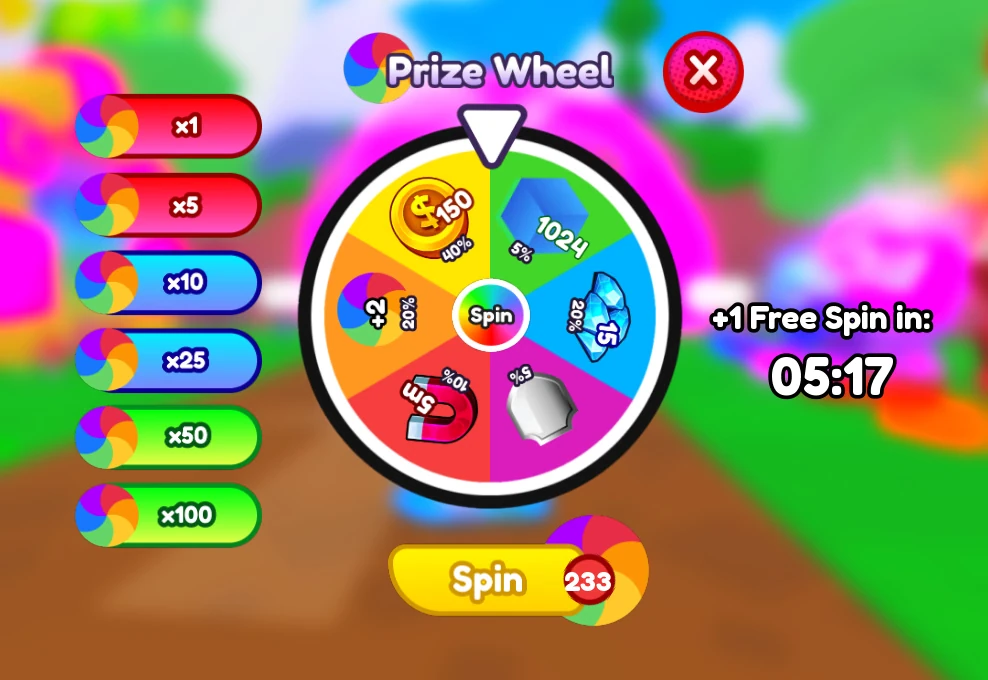 Prize Wheel
X
x1
x5
x10
x25
x50
x100
$150
40%
1024
5%
+2
20%
15
20%
5m
10%
5%
Spin
+1 Free Spin in:
05:17
Spin
233